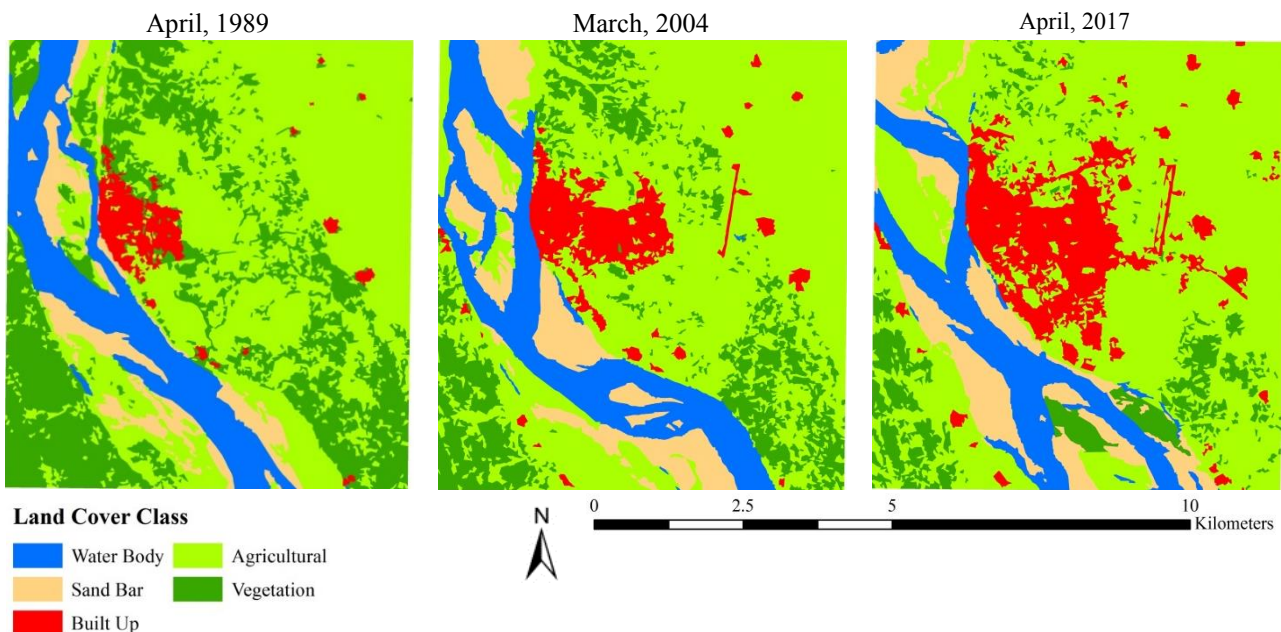 April, 1989
March, 2004
April, 2017
Land Cover Class
Water Body
Agricultural
Sand Bar
Vegetation
Built Up
N
0 2.5 5 10
Kilometers